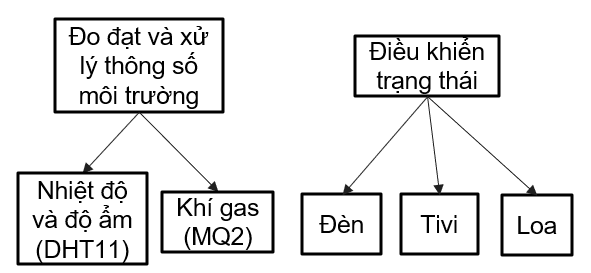 Đo đạt và xử
lý thông số
môi trường
Điều khiển
trạng thái
Nhiệt độ
và độ ẩm
(DHT11)
Khí gas
(MQ2)
Đèn
Tivi
Loa